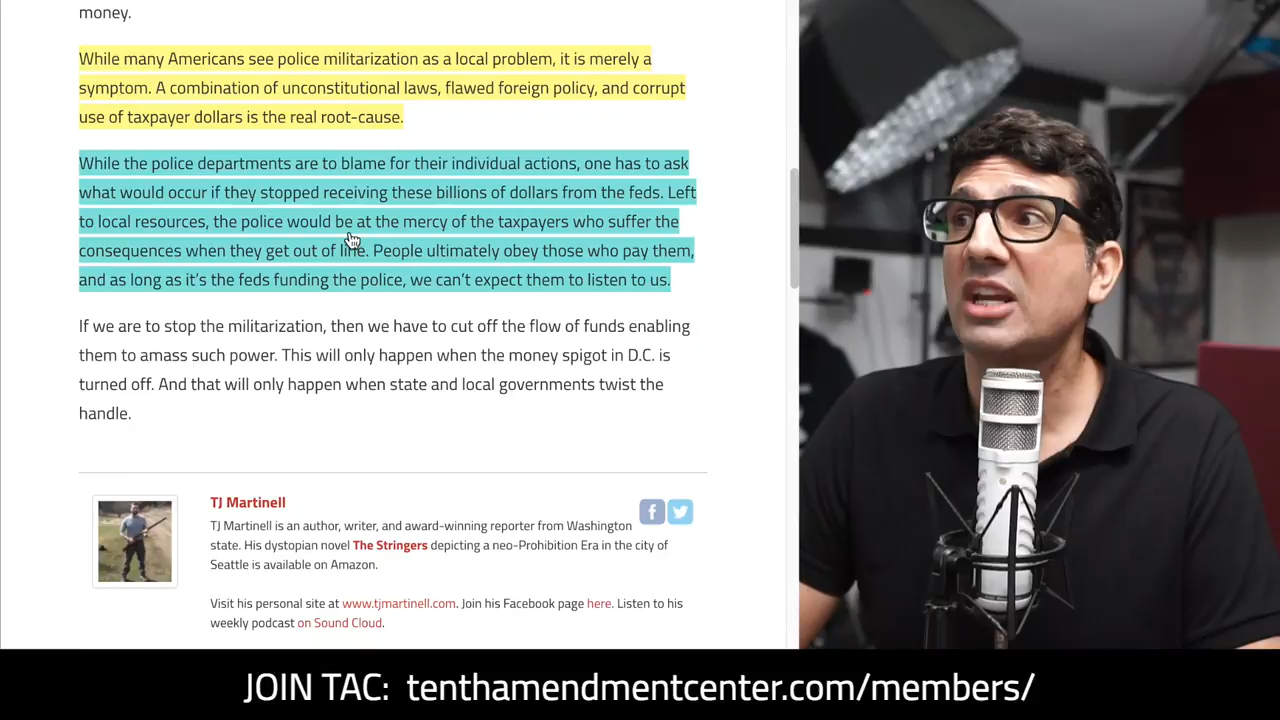 money.
While many Americans see police militarization as a local problem, it is merely a
symptom. A combination of unconstitutional laws, flawed foreign policy, and corrupt
use of taxpayer dollars is the real root-cause.
While the police departments are to blame for their individual actions, one has to ask
what would occur if they stopped receiving these billions of dollars from the feds. Left
to local resources, the police would be at the mercy of the taxpayers who suffer the
consequences when they get out of line. People ultimately obey those who pay them,
and as long as it's the feds funding the police, we can't expect them to listen to us.
If we are to stop the militarization, then we have to cut off the flow of funds enabling
them to amass such power. This will only happen when the money spigot in D.C. is
turned off. And that will only happen when state and local governments twist the
handle.
TJ Martinell
TJ Martinell is an author, writer, and award-winning reporter from Washington
state. His dystopian novel The Stringers depicting a neo-Prohibition Era in the city of
Seattle is available on Amazon.
Visit his personal site at www.tjmartinell.com. Join his Facebook page here. Listen to his
weekly podcast on Sound Cloud.
JOIN TAC: tenthamendmentcenter.com/members/